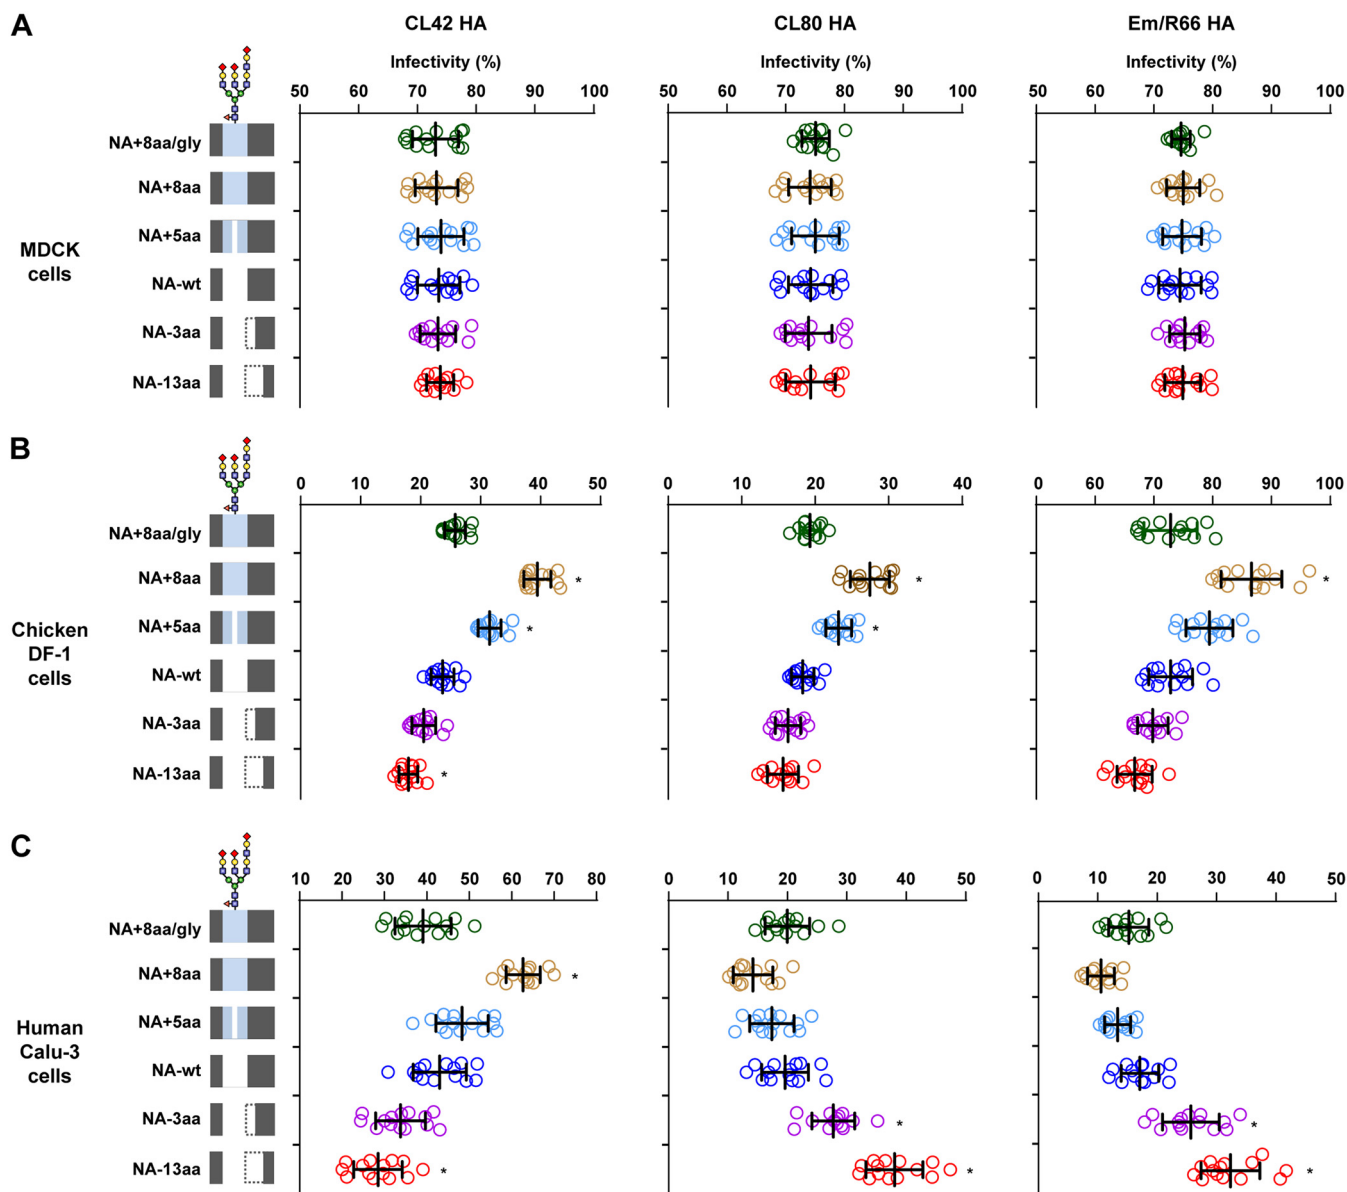 A
CL42 HA CL80 HA Em/R66 HA
Infectivity (%) Infectivity (%) Infectivity (%)
50 60 70 80 90 100 50 60 70 80 90 100 50 60 70 80 90 100
NA+8aa/gly
NA+8aa
NA+5aa
MDCK
cells
NA-wt
NA-3aa
NA-13aa
B
0 10 20 30 40 50 0 10 20 30 40 0 60 70 80 90 100
NA+8aa/gly
NA+8aa * * *
NA+5aa * *
Chicken
DF-1
cells
NA-wt
NA-3aa
NA-13aa *
C
10 20 30 40 50 60 70 80 0 10 20 30 40 50 0 10 20 30 40 50
NA+8aa/gly
NA+8aa *
NA+5aa
Human
Calu-3
cells
NA-wt
NA-3aa * *
NA-13aa * * *